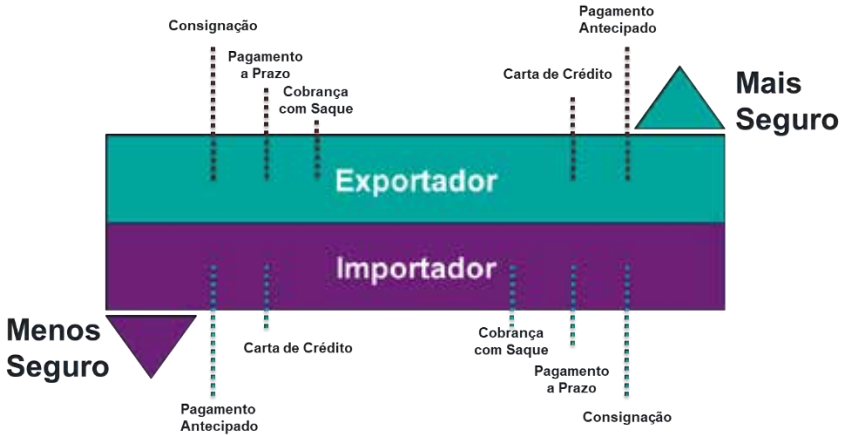 Pagamento
Antecipado
Consignação
Pagamento
a Prazo
Carta de Crédito
Cobrança
com Saque
Mais
Seguro
Exportador
Importador
Menos
Seguro
Carta de Crédito
Cobrança
com Saque
Pagamento
a Prazo
Pagamento
Antecipado
Consignação